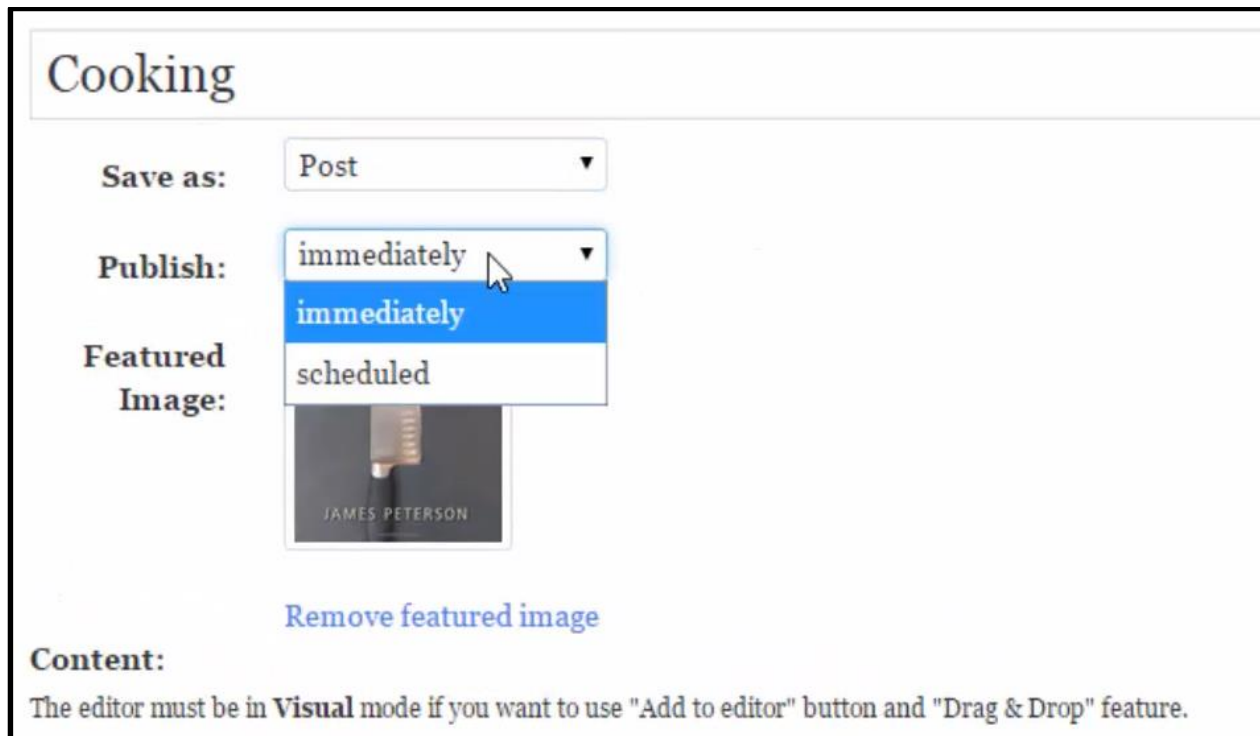 Cooking
Save as:
Post
Publish:
immediately
immediately
scheduled
Featured
Image:
JAMES PETERSON
Remove featured image
Content:
The editor must be in Visual mode if you want to use "Add to editor" button and "Drag & Drop" feature.